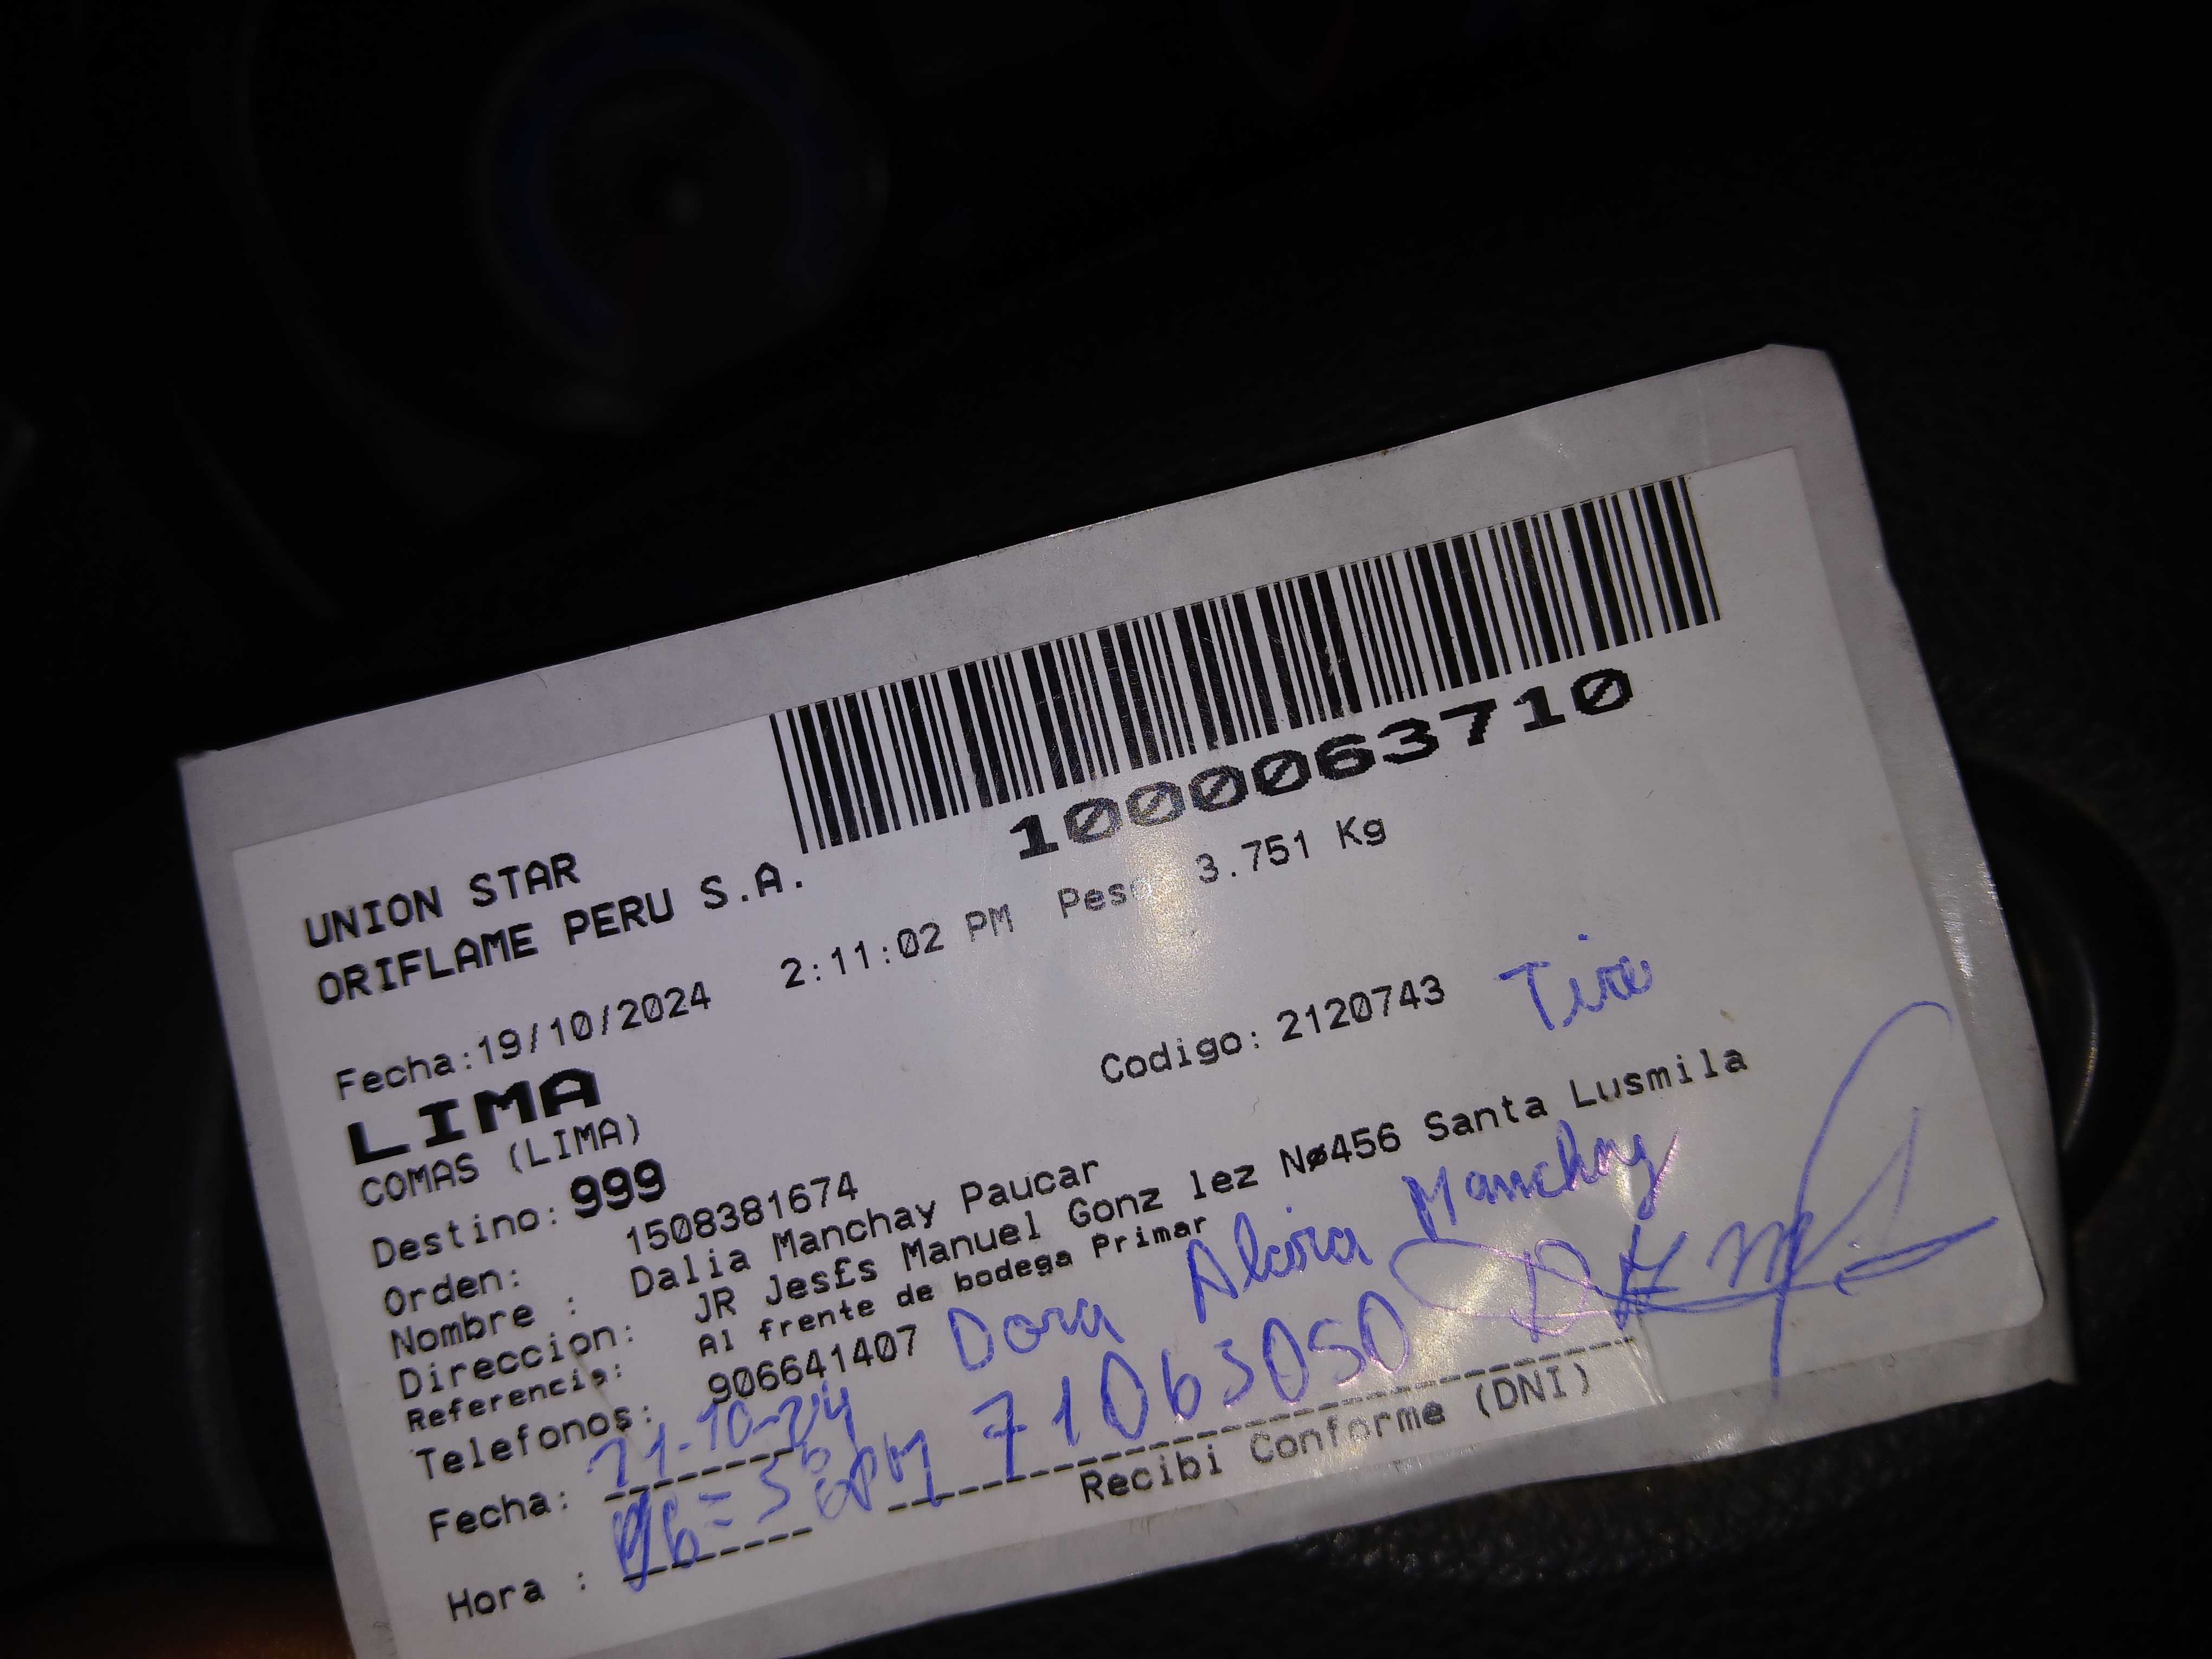 1000063710
UNION STAR
ORIFLAME PERU S.A.
Fecha:19/10/2024 2:11:02 PM Peso 3.751 Kg
LIMA
COMAS (LIMA)
Codigo: 2120743
Destino: 999
Orden: 1508381674
Nombre : Dalia Manchay Paucar
Direccion: JR Jes£s Manuel Gonz lez Nø456 Santa Lusmila
Referencia: Al frente de bodega Primar
Telefonos: 906641407
Dora Manchay
Fecha: 21-10-24
71063050
Hora :
Recibi Conforme (DNI)